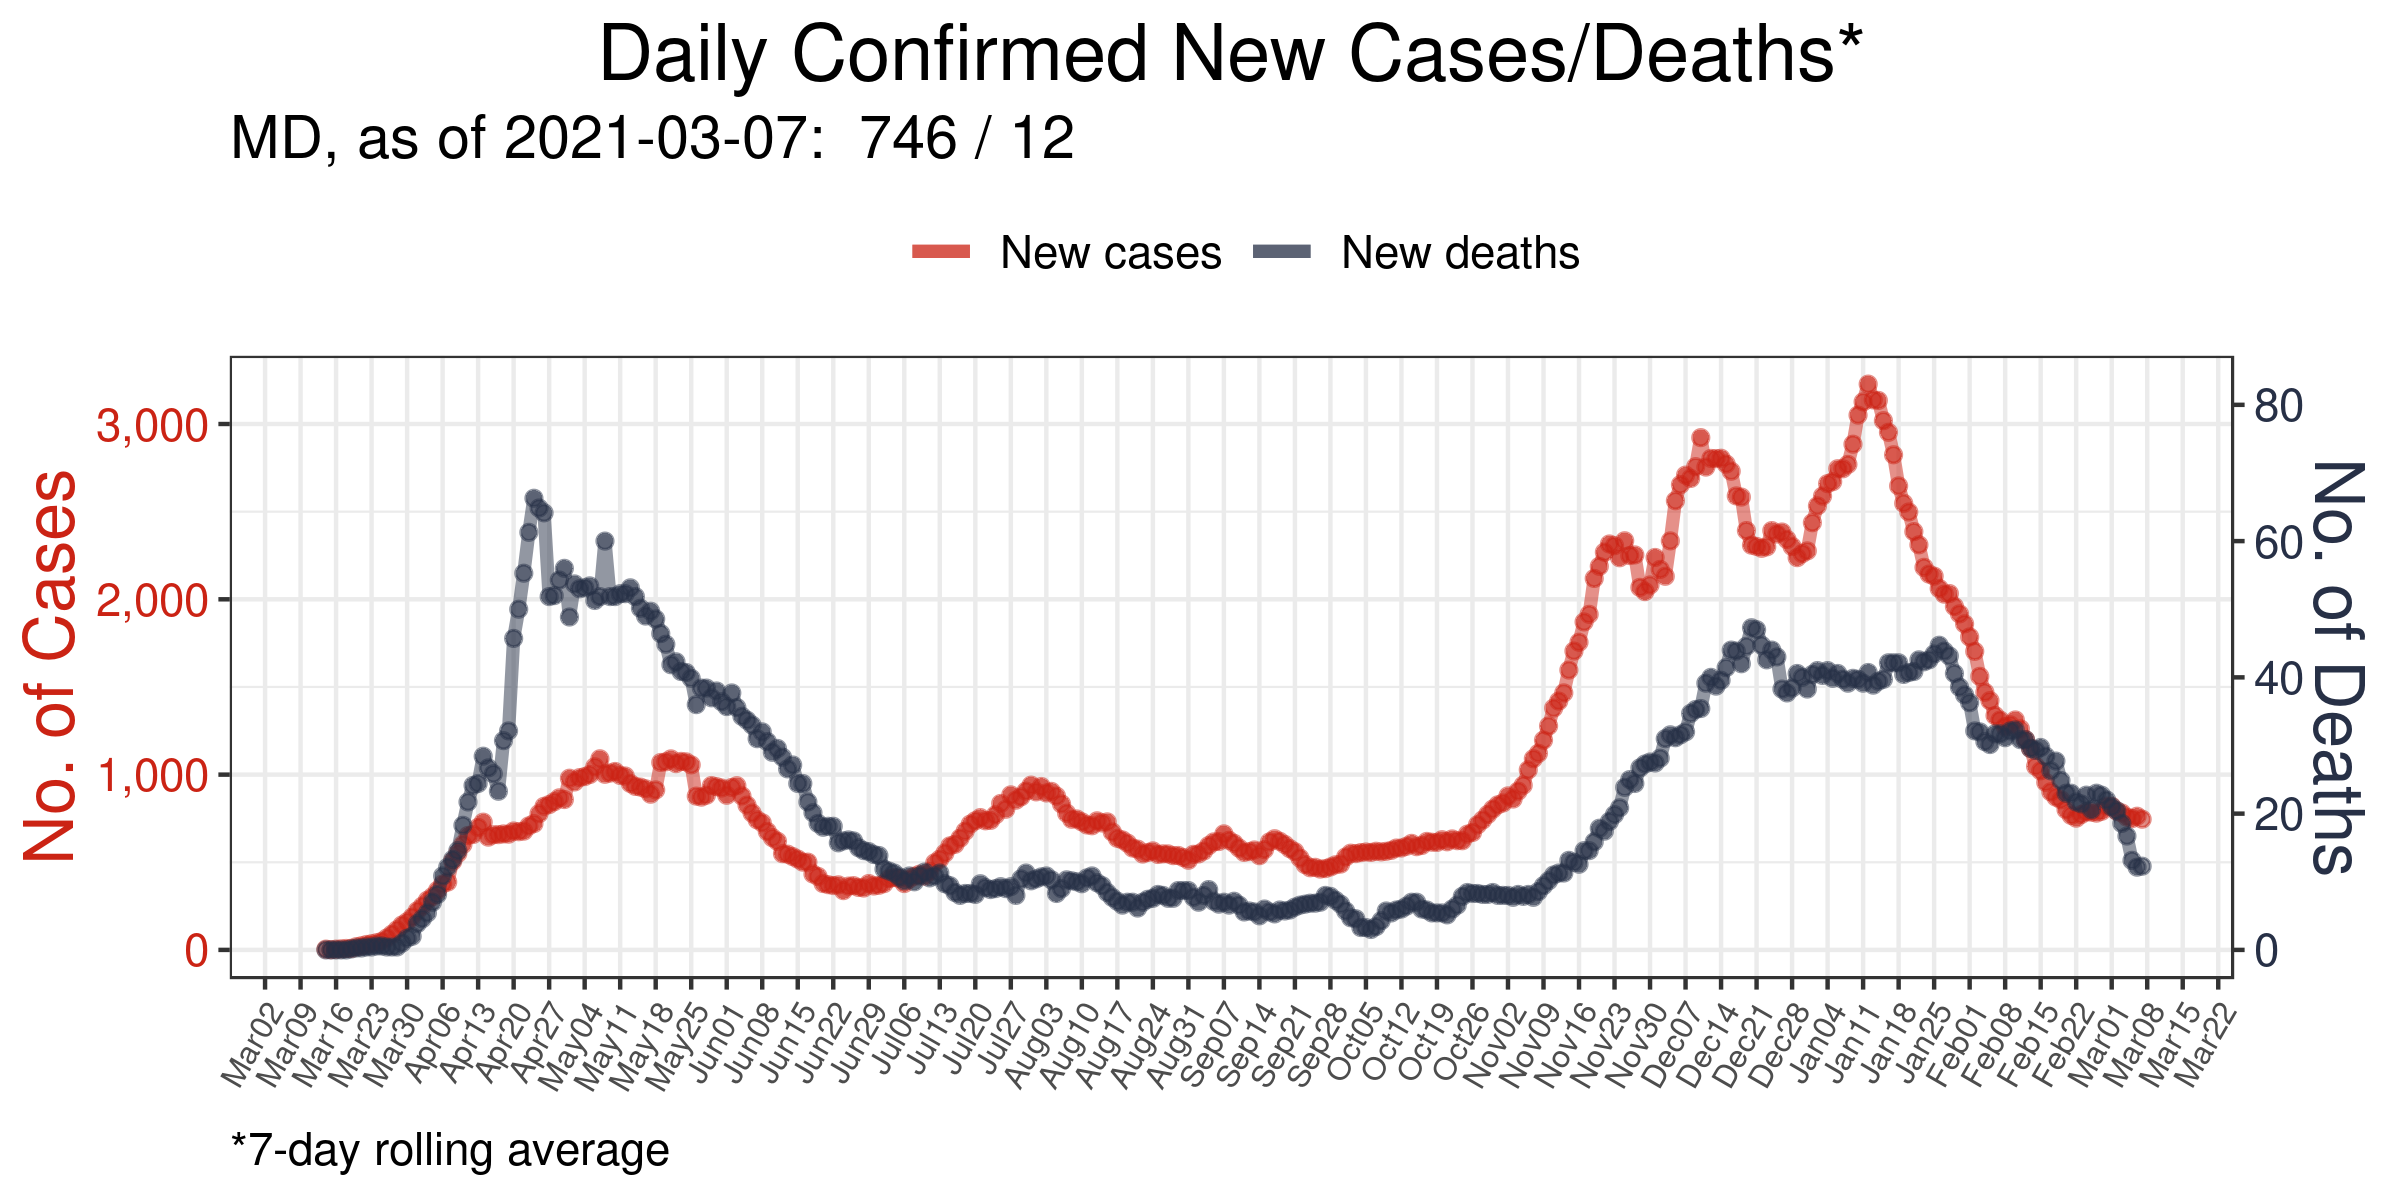 Daily Confirmed New Cases/Deaths*
MD, as of 2021-03-07:  746 / 12
New cases
New deaths
No. of Cases
3,000
2,000
1,000
0
80
60
40
20
0
No. of Deaths
Mar02
Mar09
Mar16
Mar23
Mar30
Apr06
Apr13
Apr20
Apr27
May04
May11
May18
May25
Jun01
Jun08
Jun15
Jun22
Jun29
Jul06
Jul13
Jul20
Jul27
Aug03
Aug10
Aug17
Aug24
Aug31
Sep07
Sep14
Sep21
Sep28
Oct05
Oct12
Oct19
Oct26
Nov02
Nov09
Nov16
Nov23
Nov30
Dec07
Dec14
Dec21
Dec28
Jan04
Jan11
Jan18
Jan25
Feb01
Feb08
Feb15
Feb22
Mar01
Mar08
Mar15
Mar22
*7-day rolling average